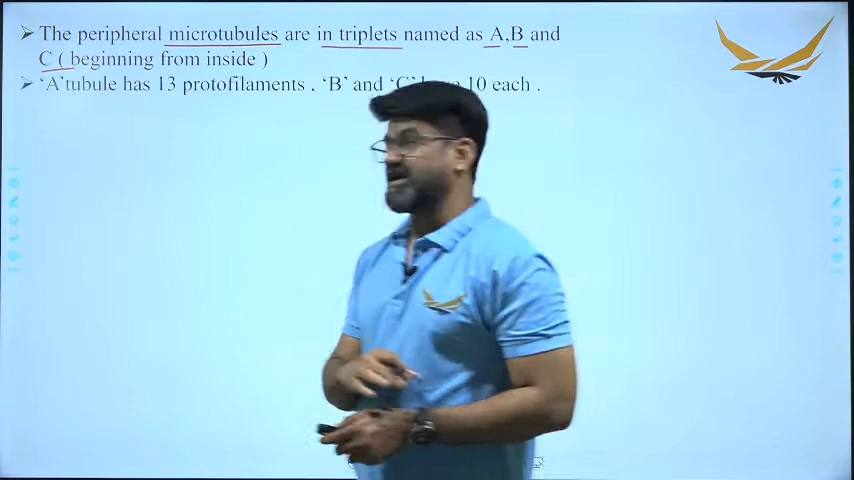 ➢ The peripheral microtubules are in triplets named as A,B and
C ( beginning from inside )
➢ ‘A’tubule has 13 protofilaments , ‘B’ and ‘C’ 10 each .